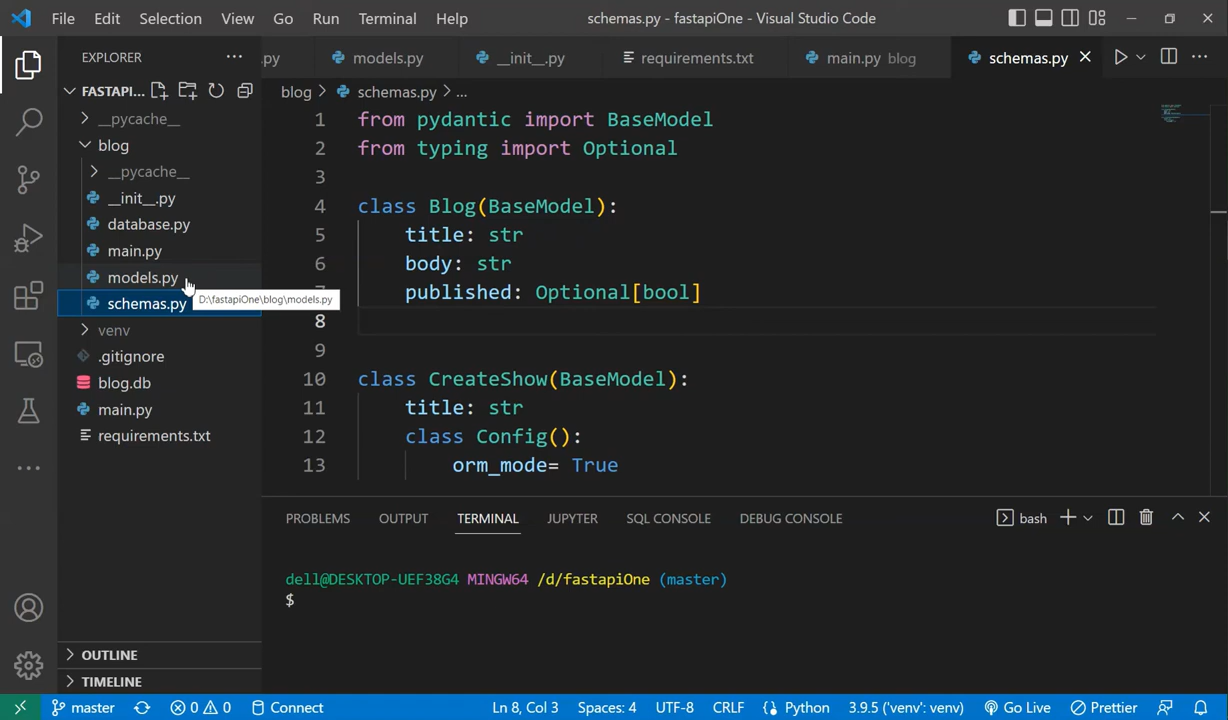 File Edit Selection View Go Run Terminal Help
schemas.py - fastapiOne - Visual Studio Code
EXPLORER
.py
models.py
__init__.py
requirements.txt
main.py blog
schemas.py
FASTAPI...
__pycache__
blog
__pycache__
__init__.py
database.py
main.py
models.py
schemas.py
D:\fastapiOne\blog\models.py
venv
.gitignore
blog.db
main.py
requirements.txt
OUTLINE
TIMELINE
blog > schemas.py > ...
1 from pydantic import BaseModel
2 from typing import Optional
3
4 class Blog(BaseModel):
5 title: str
6 body: str
7 published: Optional[bool]
8
9
10 class CreateShow(BaseModel):
11 title: str
12 class Config():
13 orm_mode= True
PROBLEMS OUTPUT TERMINAL JUPYTER SQL CONSOLE DEBUG CONSOLE
bash
dell@DESKTOP-UEF38G4 MINGW64 /d/fastapiOne (master)
$
master 0 0 Connect Ln 8, Col 3 Spaces: 4 UTF-8 CRLF Python 3.9.5 ('venv': venv) Go Live Prettier